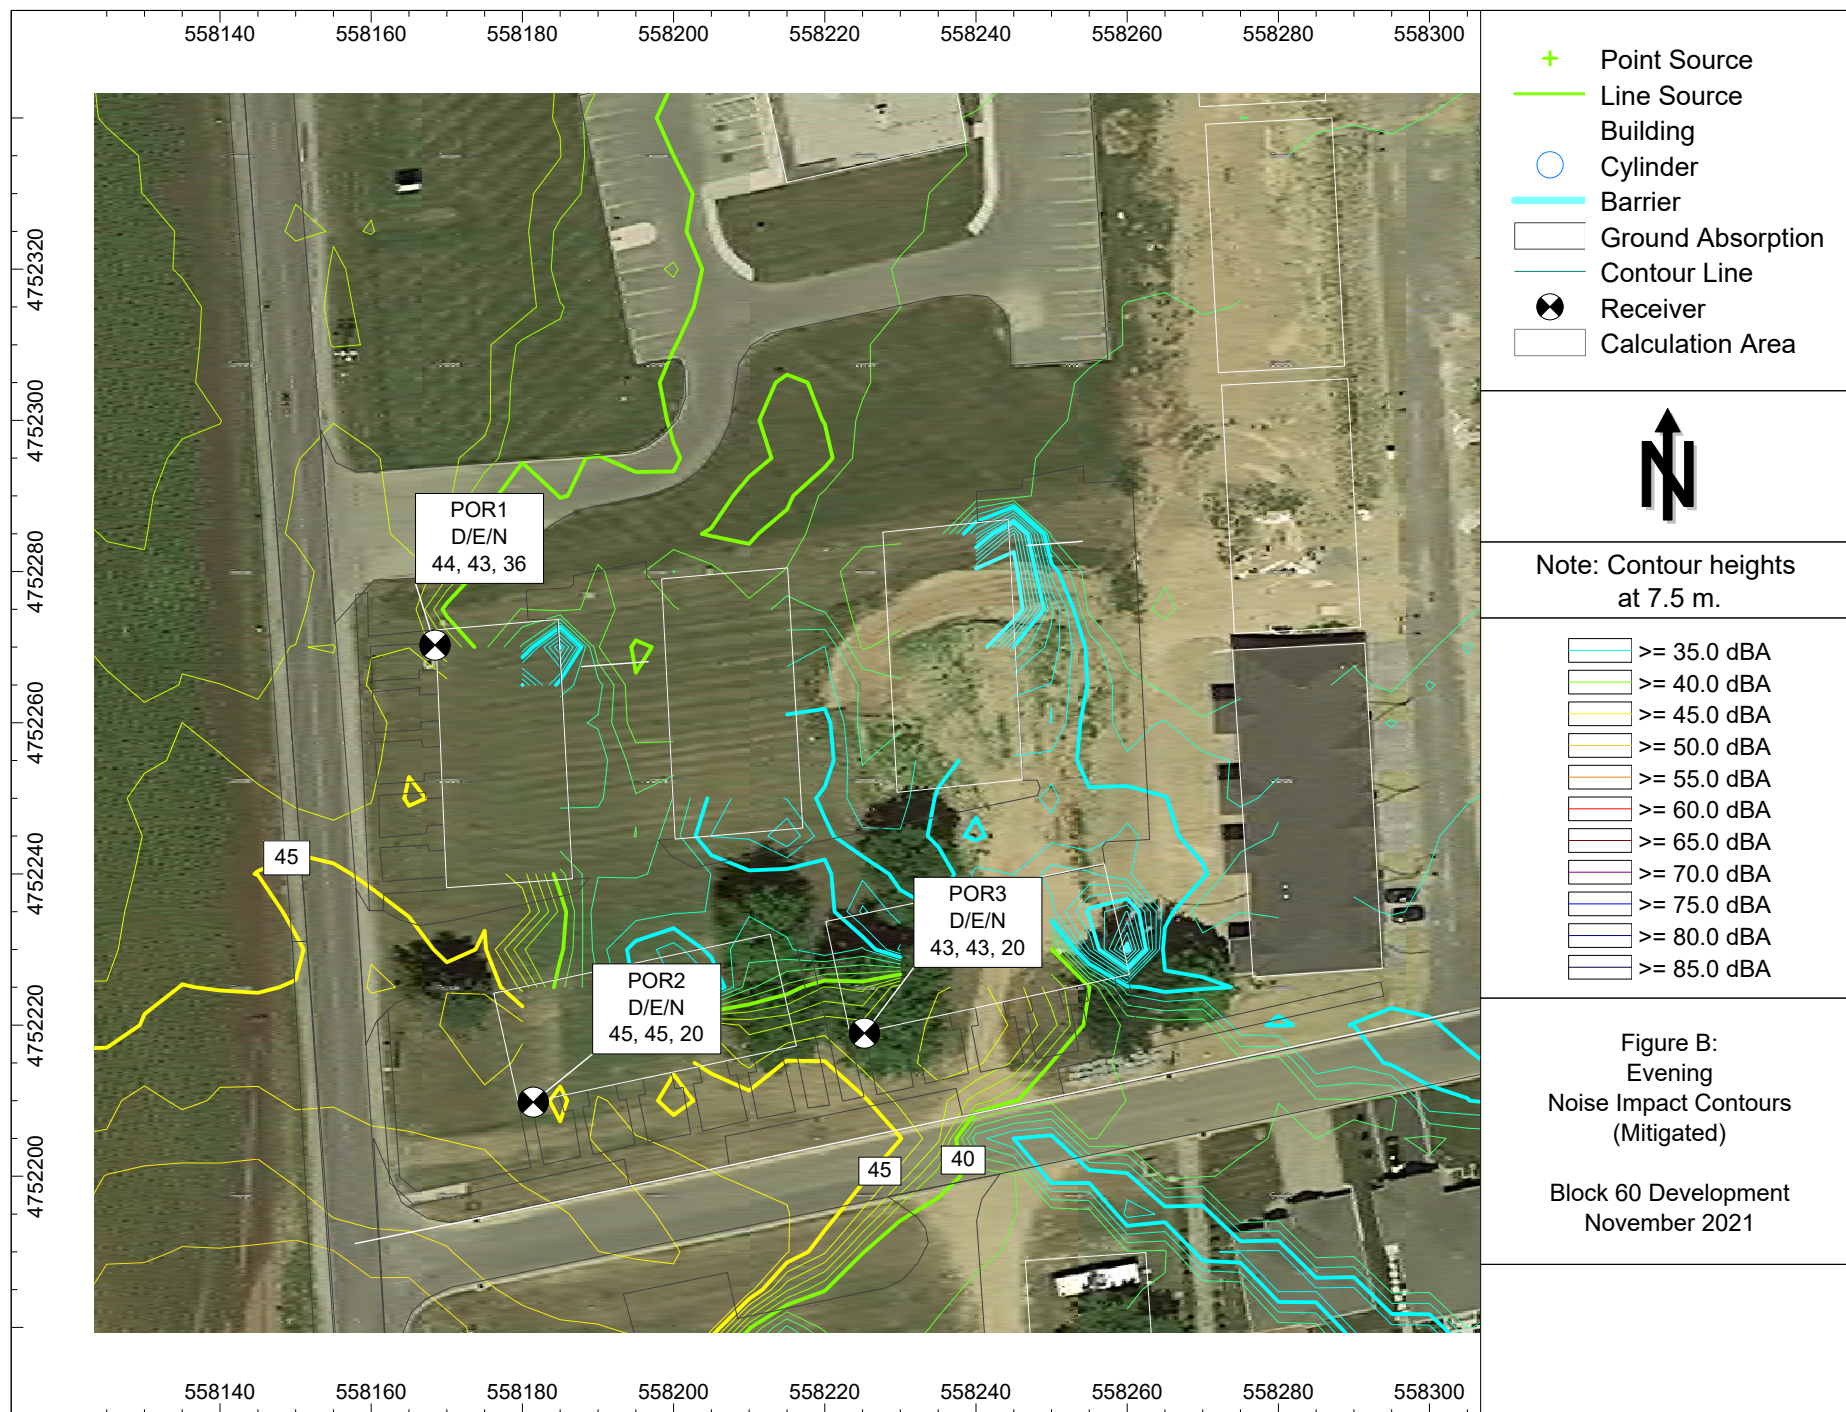 558140 558160 558180 558200 558220 558240 558260 558280 558300
4752320
4752300
4752280
4752260
4752240
4752220
4752200
POR1
D/E/N
44, 43, 36
POR2
D/E/N
45, 45, 20
POR3
D/E/N
43, 43, 20
45
45
40
558140 558160 558180 558200 558220 558240 558260 558280 558300
Point Source
Line Source
Building
Cylinder
Barrier
Ground Absorption
Contour Line
Receiver
Calculation Area
N
Note: Contour heights
at 7.5 m.
>= 35.0 dBA
>= 40.0 dBA
>= 45.0 dBA
>= 50.0 dBA
>= 55.0 dBA
>= 60.0 dBA
>= 65.0 dBA
>= 70.0 dBA
>= 75.0 dBA
>= 80.0 dBA
>= 85.0 dBA
Figure B:
Evening
Noise Impact Contours
(Mitigated)
Block 60 Development
November 2021